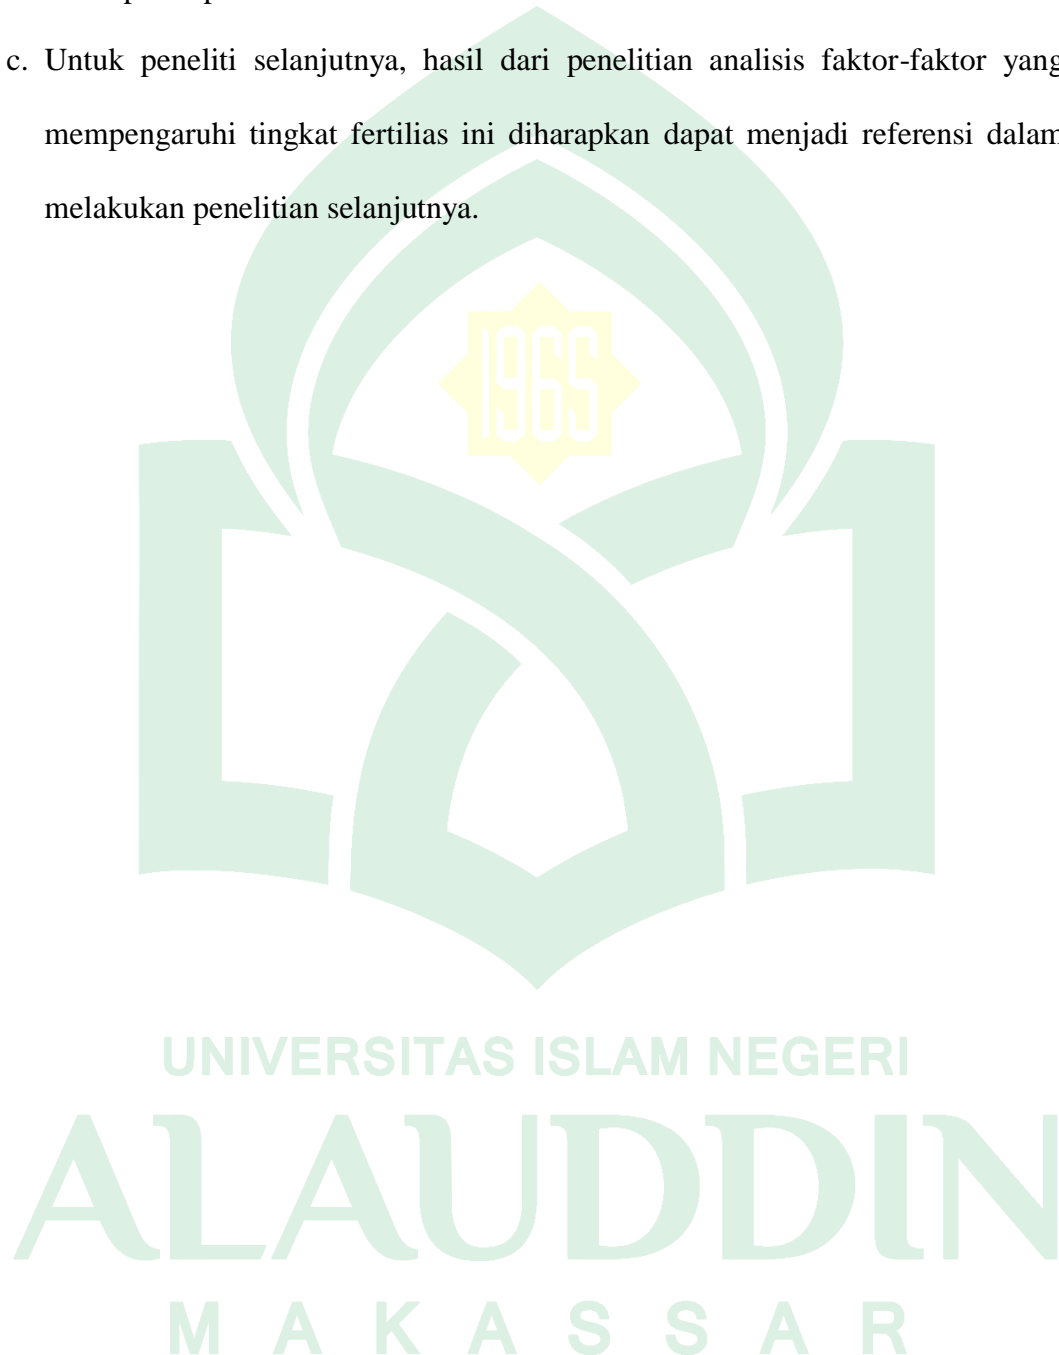 c. Untuk peneliti selanjutnya, hasil dari penelitian analisis faktor-faktor yang
mempengaruhi tingkat fertilias ini diharapkan dapat menjadi referensi dalam
melakukan penelitian selanjutnya.
1965
UNIVERSITAS ISLAM NEGERI
ALAUDDIN
MAKASSAR